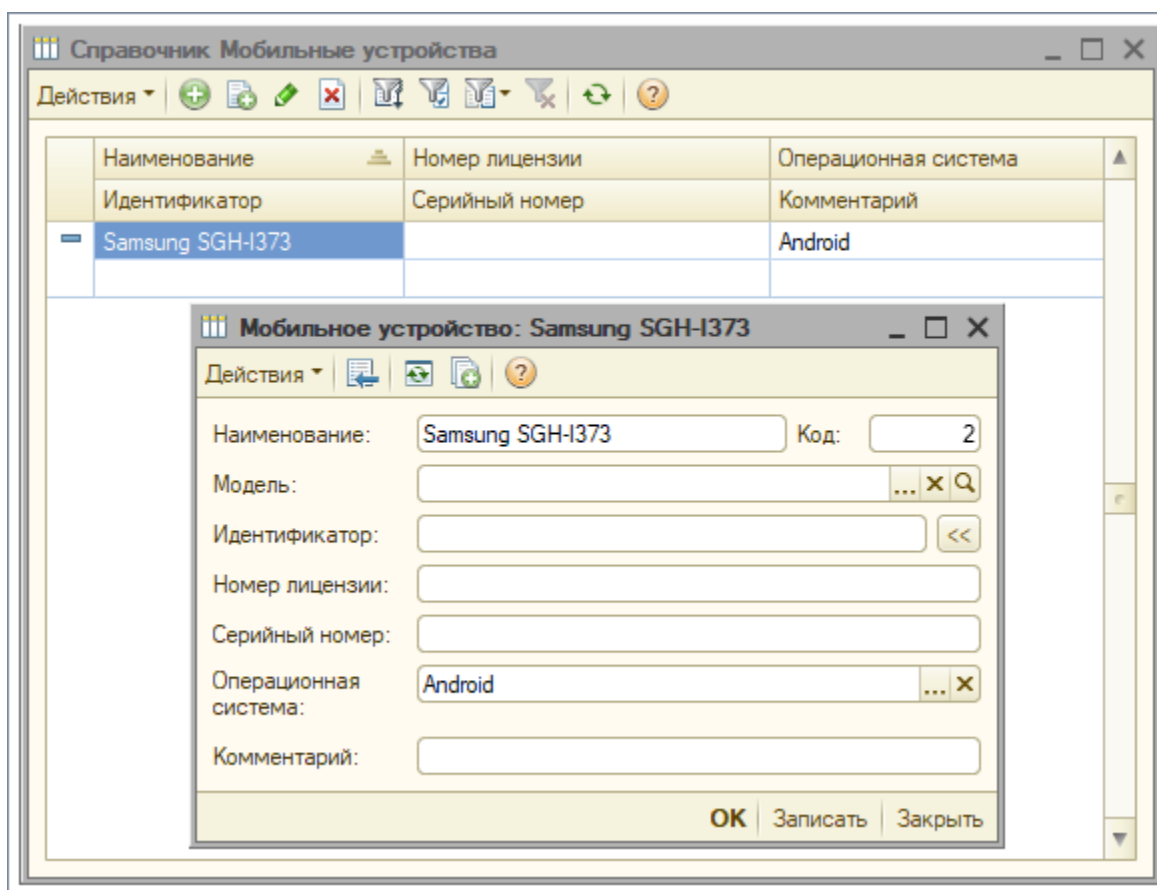 Справочник Мобильные устройства
Действия
Наименование Номер лицензии Операционная система
Идентификатор Серийный номер Комментарий
Samsung SGH-I373 Android
Мобильное устройство: Samsung SGH-I373
Действия
Наименование: Samsung SGH-I373 Код: 2
Модель:
Идентификатор: <<
Номер лицензии:
Серийный номер:
Операционная Android
система:
Комментарий:
OK Записать Закрыть